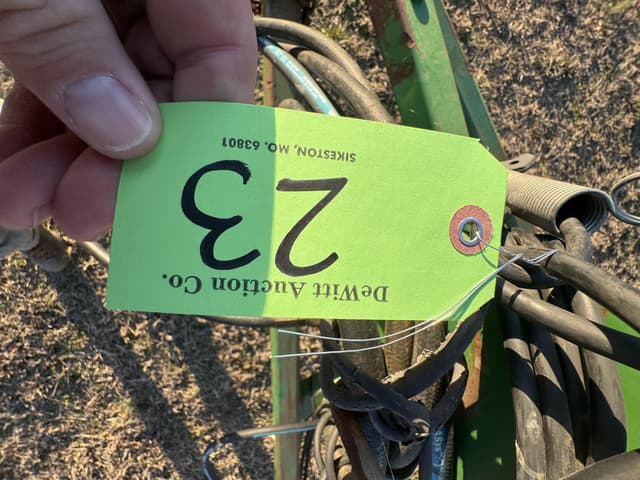 DeWitt Auction Co.
23
SIKESTON, MO. 63801